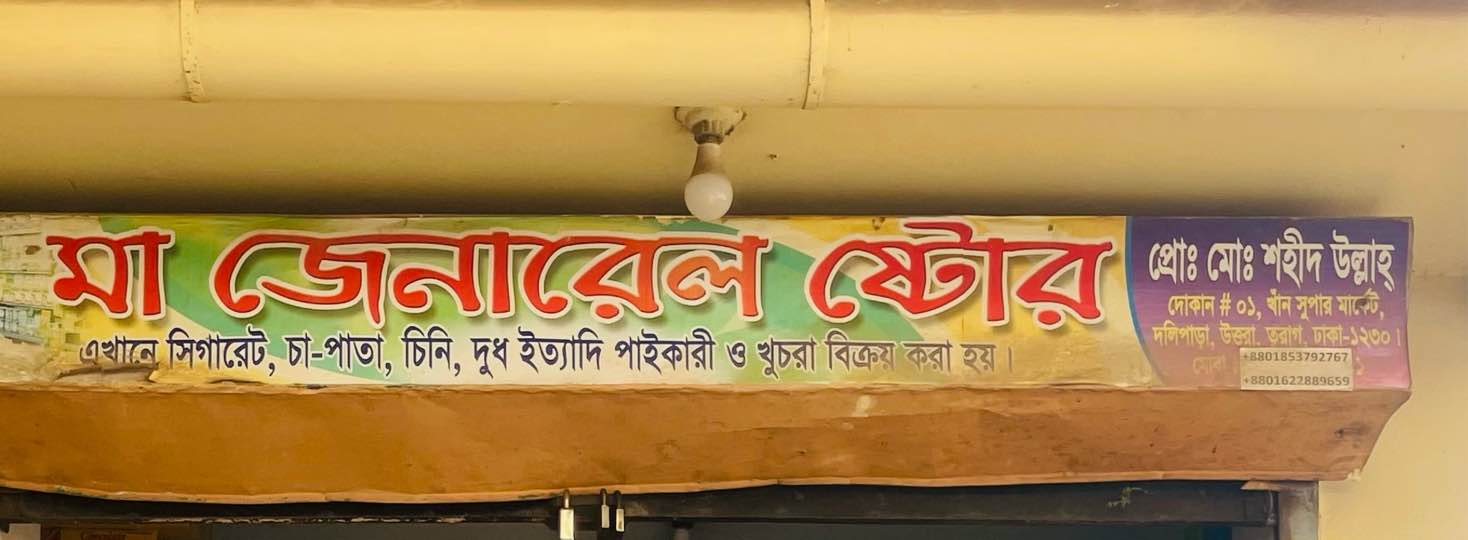 মা জেনারেল ষ্টোর
এখানে সিগারেট, চা-পাতা, চিনি, দুধ ইত্যাদি পাইকারী ও খুচরা বিক্রয় করা হয়।
প্রোঃ মোঃ শহীদ উল্লাহ্
দোকান # ০১, খাঁন সুপার মার্কেট,
দলিপাড়া, উত্তরা, তুরাগ, ঢাকা-১২৩০।
+8801853792767
+8801622889659